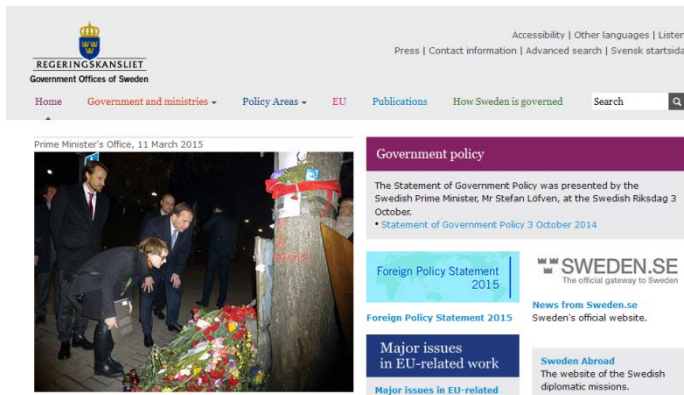 Accessibility | Other languages | Listen
Press | Contact information | Advanced search | Svensk startsida
REGERINGSKANSLIET
Government Offices of Sweden
Home Government and ministries Policy Areas EU Publications How Sweden is governed Search
Prime Minister's Office, 11 March 2015
Government policy
The Statement of Government Policy was presented by the
Swedish Prime Minister, Mr Stefan Löfven, at the Swedish Riksdag 3
October.
• Statement of Government Policy 3 October 2014
Foreign Policy Statement
2015
Foreign Policy Statement 2015
SWEDEN.SE
The official gateway to Sweden
News from Sweden.se
Sweden's official website.
Major issues
in EU-related work
Major issues in EU-related
Sweden Abroad
The website of the Swedish
diplomatic missions.